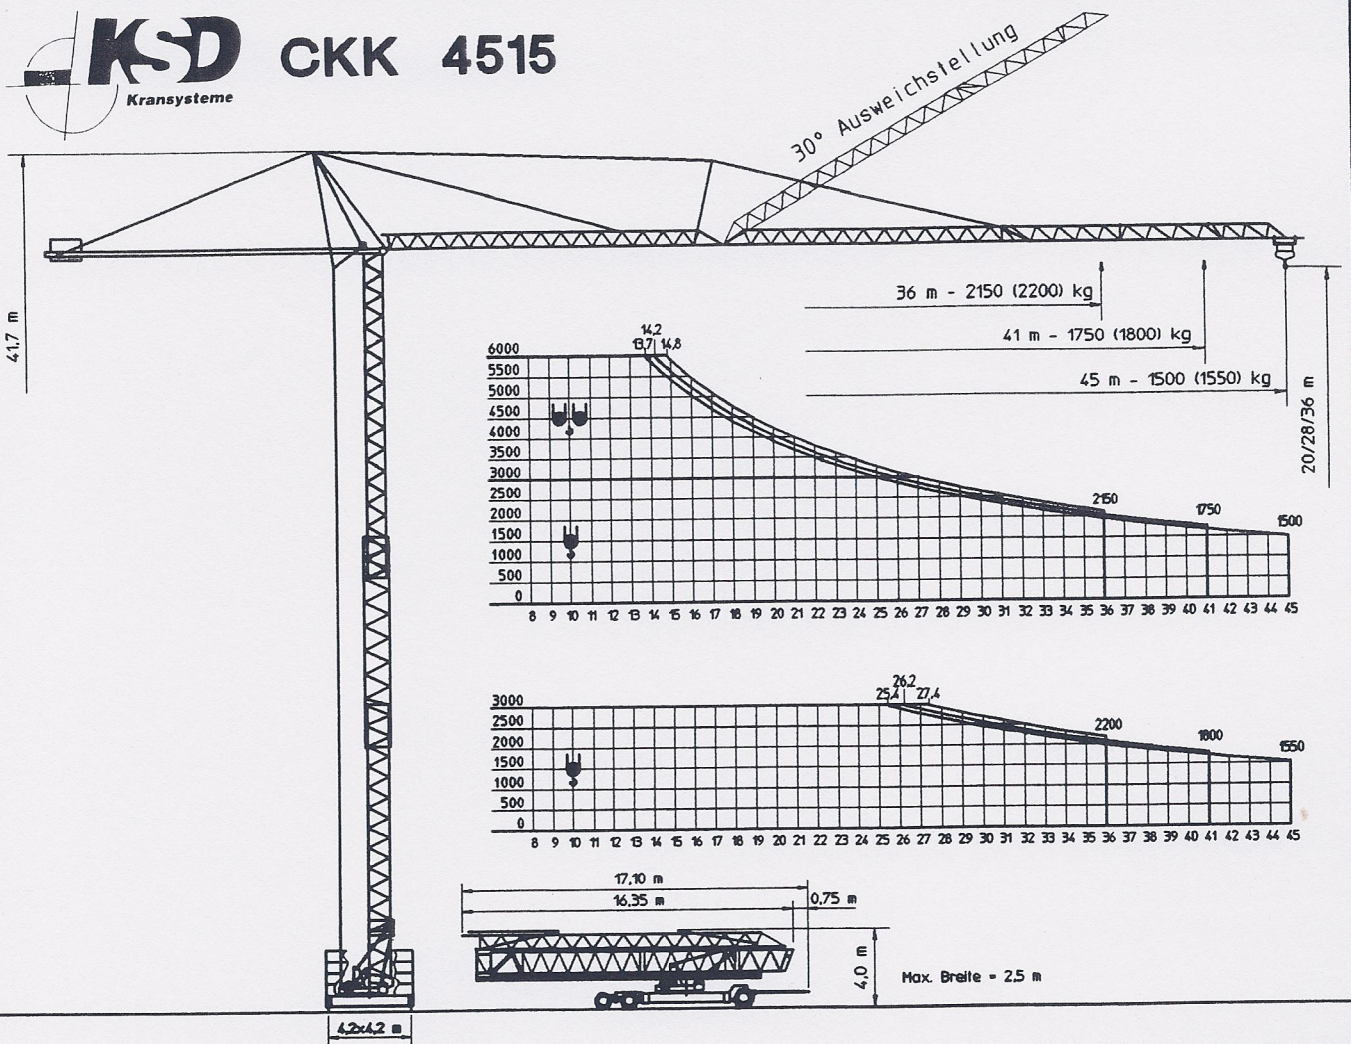 KSD CKK 4515
Kransysteme
30° Ausweichstellung
41,7 m
36 m - 2150 (2200) kg
41 m - 1750 (1800) kg
45 m - 1500 (1550) kg
20/28/36 m
14,2
13,7 14,8
6000
5500
5000
4500
4000
3500
3000
2500
2000
1500
1000
500
0
2150
1750
1500
8 9 10 11 12 13 14 15 16 17 18 19 20 21 22 23 24 25 26 27 28 29 30 31 32 33 34 35 36 37 38 39 40 41 42 43 44 45
26,2
25,4 27,4
3000
2500
2000
1500
1000
500
0
2200
1800
1550
8 9 10 11 12 13 14 15 16 17 18 19 20 21 22 23 24 25 26 27 28 29 30 31 32 33 34 35 36 37 38 39 40 41 42 43 44 45
17,10 m
16,35 m 0,75 m
4,0 m
Max. Breite = 2,5 m
4,2x4,2 m